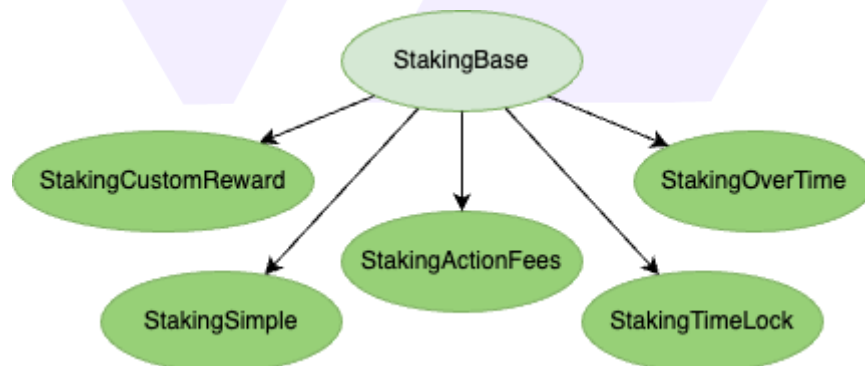 StakingBase
StakingCustomReward
StakingOverTime
StakingActionFees
StakingSimple
StakingTimeLock